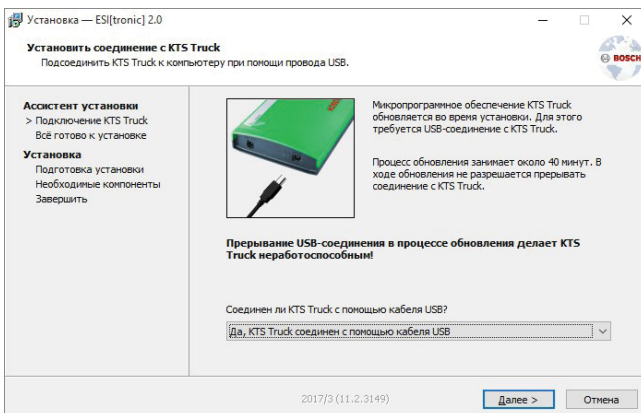 Установка — ESI[tronic] 2.0
Установить соединение с KTS Truck
Подсоединить KTS Truck к компьютеру при помощи провода USB.
BOSCH
Ассистент установки
> Подключение KTS Truck
Всё готово к установке
Установка
Подготовка установки
Необходимые компоненты
Завершить
Микропрограммное обеспечение KTS Truck
обновляется во время установки. Для этого
требуется USB-соединение с KTS Truck.
Процесс обновления занимает около 40 минут. В
ходе обновления не разрешается прерывать
соединение с KTS Truck.
Прерывание USB-соединения в процессе обновления делает KTS
Truck неработоспособным!
Соединен ли KTS Truck с помощью кабеля USB?
Да, KTS Truck соединен с помощью кабеля USB
2017/3 (11.2.3149)
Далее >
Отмена